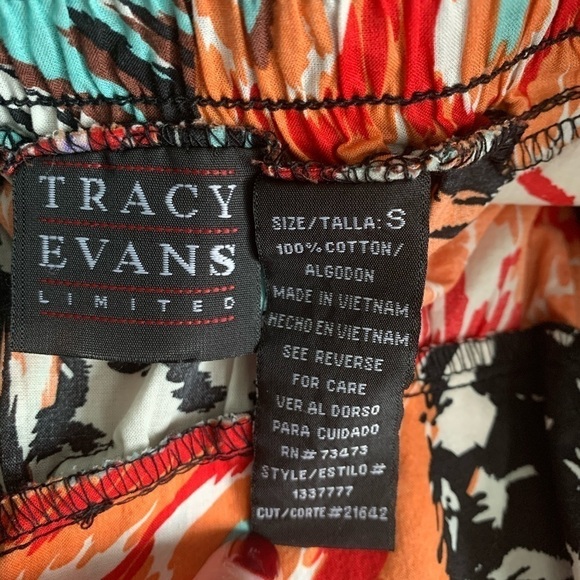 TRACY
EVANS
LIMITED
SIZE/TALLA: S
100% COTTON/
ALGODON
MADE IN VIETNAM
HECHO EN VIETNAM
SEE REVERSE
FOR CARE
VER AL DORSO
PARA CUIDADO
RN# 73473
STYLE/ESTILO#
1337777
CUT/CORTE #21642